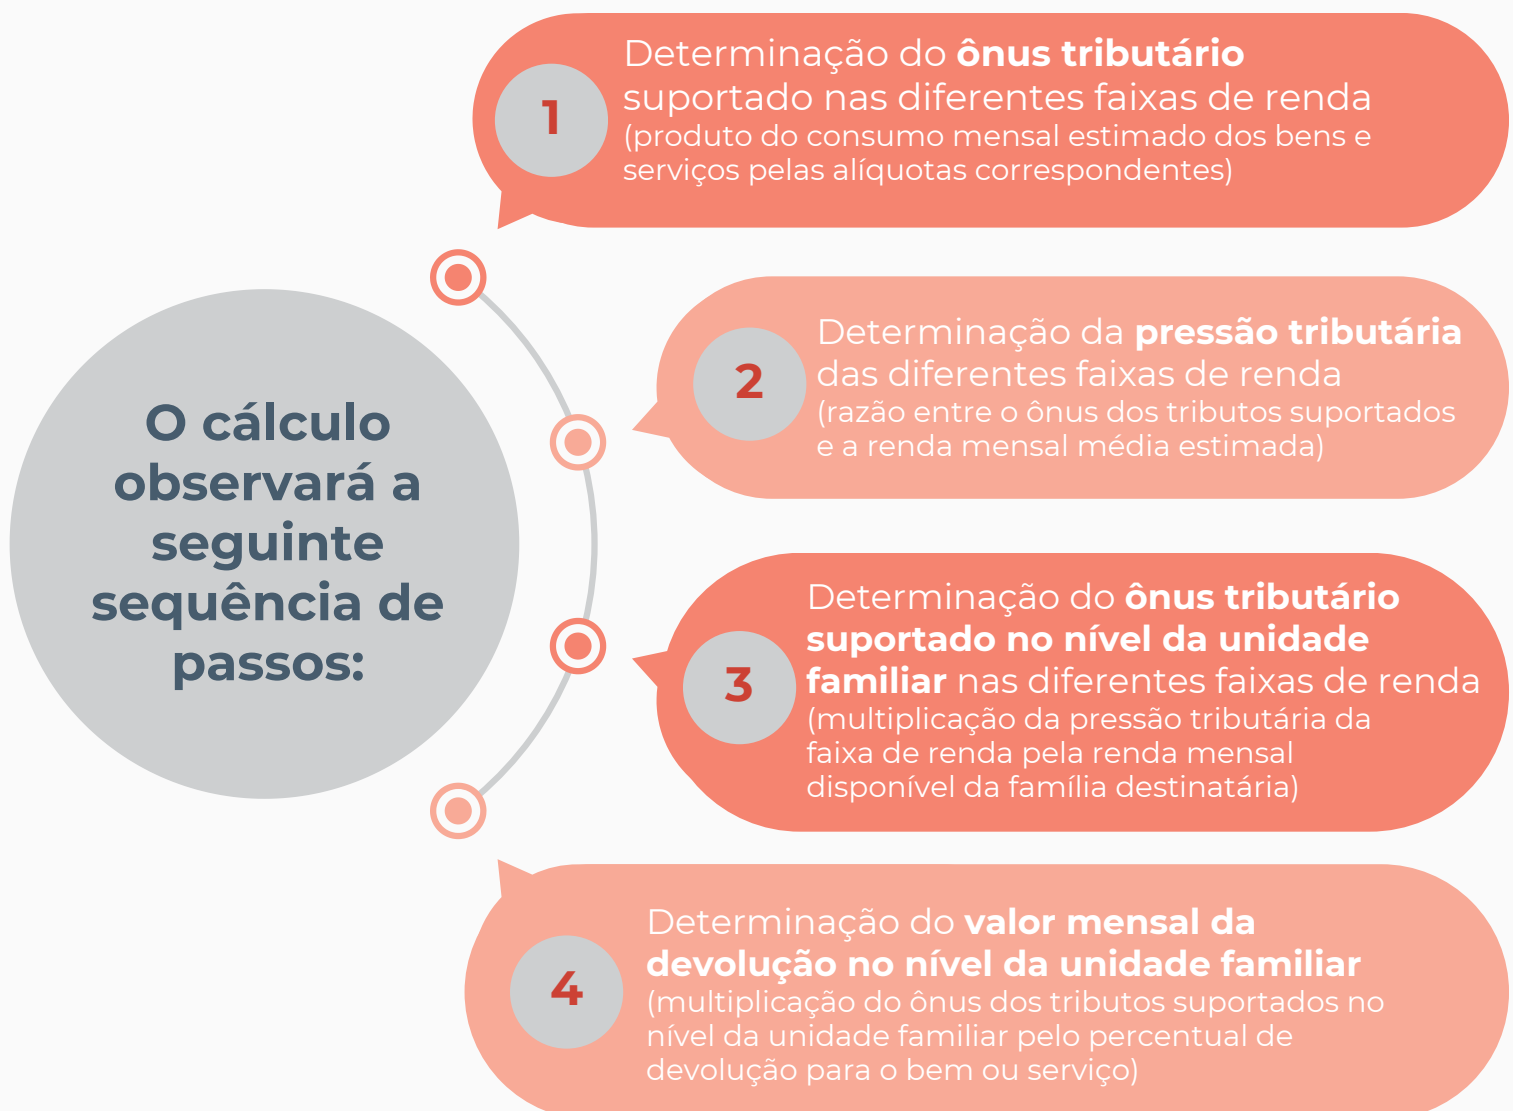 O cálculo
observará a
seguinte
sequência de
passos:
1
Determinação do ônus tributário
suportado nas diferentes faixas de renda
(produto do consumo mensal estimado dos bens e
serviços pelas alíquotas correspondentes)
2
Determinação da pressão tributária
das diferentes faixas de renda
(razão entre o ônus dos tributos suportados
e a renda mensal média estimada)
3
Determinação do ônus tributário
suportado no nível da unidade
familiar nas diferentes faixas de renda
(multiplicação da pressão tributária da
faixa de renda pela renda mensal
disponível da família destinatária)
4
Determinação do valor mensal da
devolução no nível da unidade familiar
(multiplicação do ônus dos tributos suportados no
nível da unidade familiar pelo percentual de
devolução para o bem ou serviço)